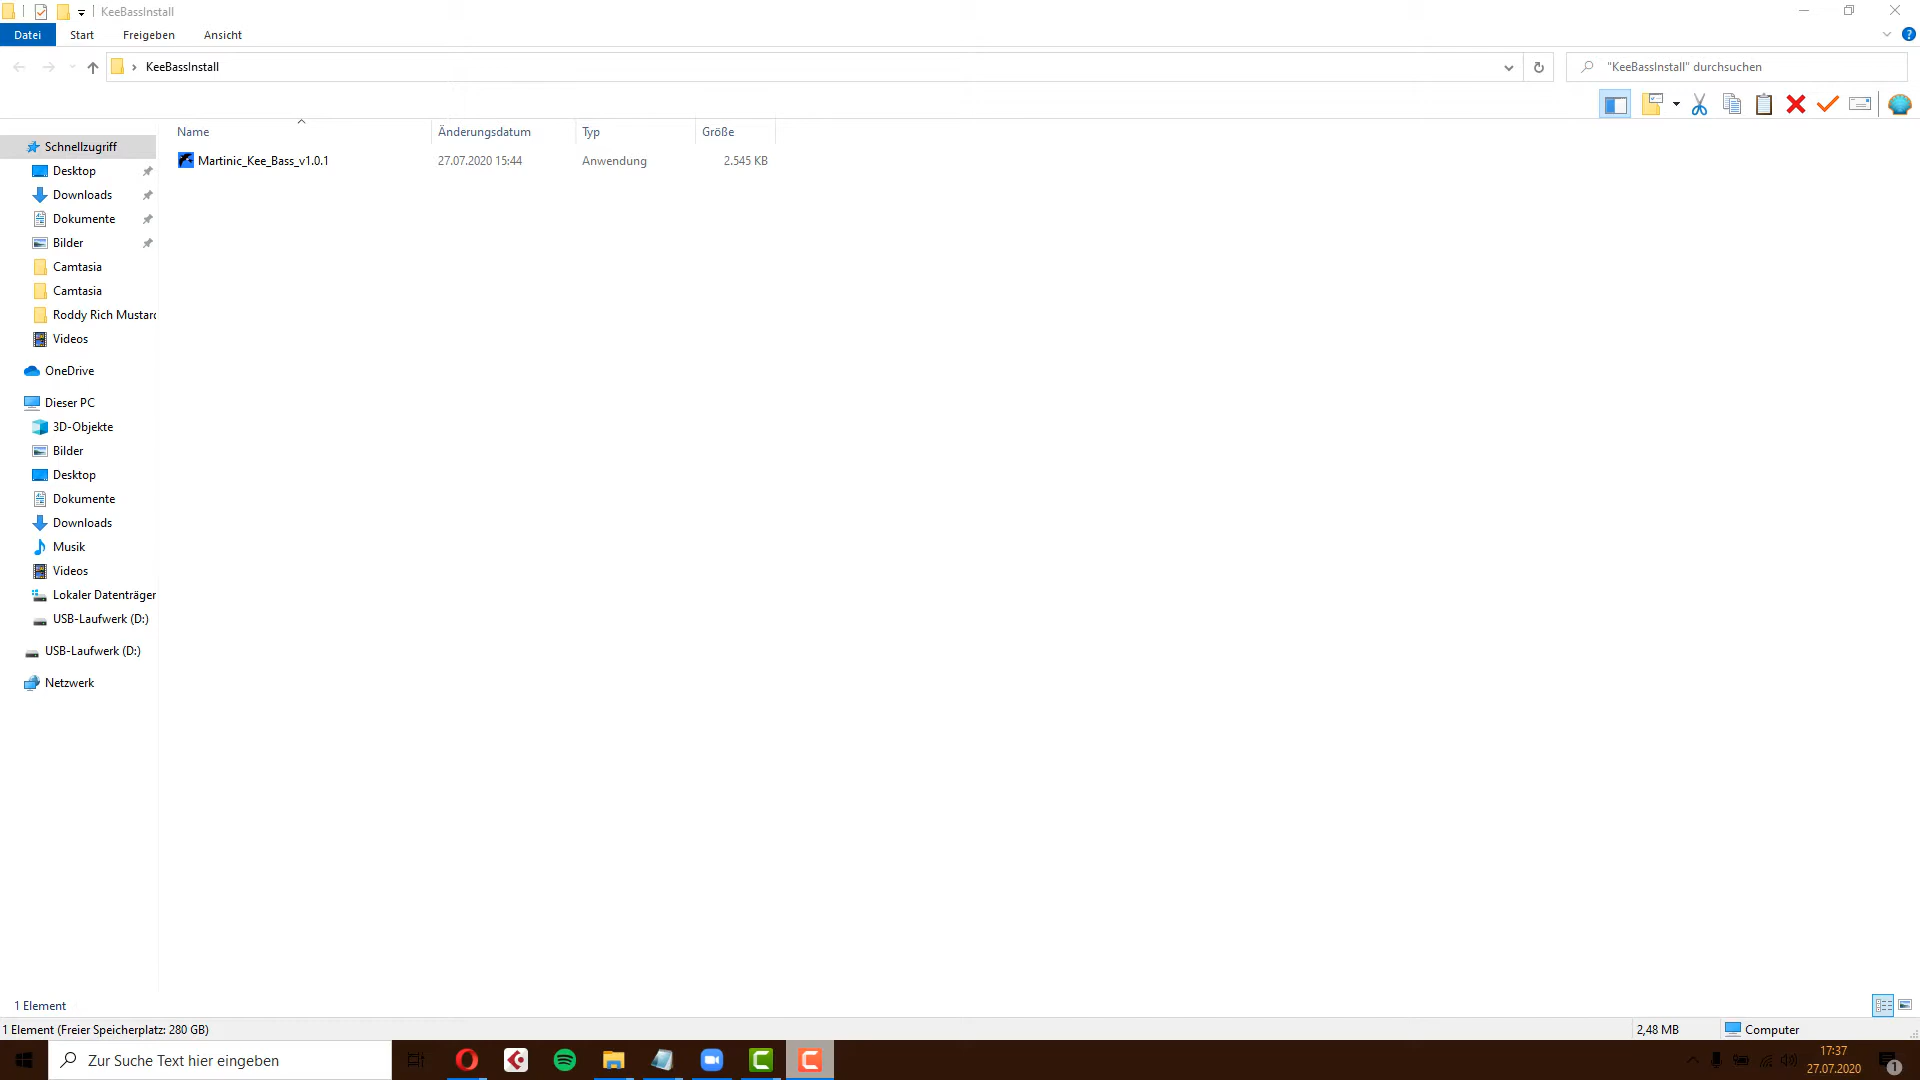 KeeBassInstall
Datei Start Freigeben Ansicht
KeeBassInstall
"KeeBassInstall" durchsuchen
Name Änderungsdatum Typ Größe
Martinic_Kee_Bass_v1.0.1 27.07.2020 15:44 Anwendung 2.545 KB
Schnellzugriff
Desktop
Downloads
Dokumente
Bilder
Camtasia
Camtasia
Roddy Rich Mustard
Videos
OneDrive
Dieser PC
3D-Objekte
Bilder
Desktop
Dokumente
Downloads
Musik
Videos
Lokaler Datenträger
USB-Laufwerk (D:)
USB-Laufwerk (D:)
Netzwerk
1 Element
1 Element (Freier Speicherplatz: 280 GB) 2,48 MB Computer
Zur Suche Text hier eingeben
17:37
27.07.2020
1